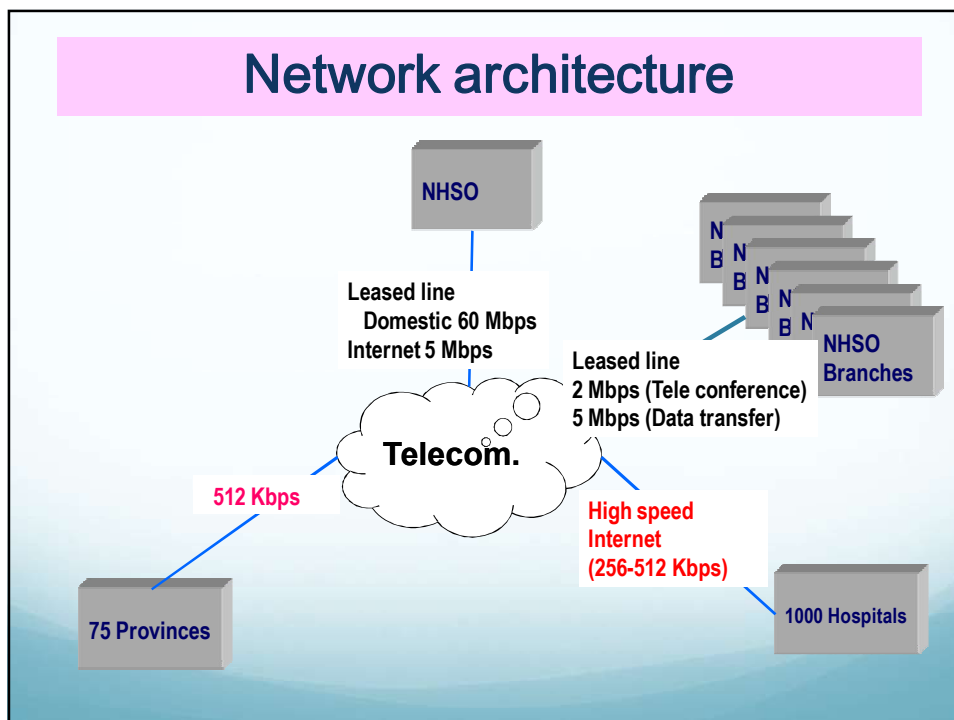 Network architecture
NHSO
Leased line
Domestic 60 Mbps
Internet 5 Mbps
N
B
N
B
N
B
N
B
N
NHSO
Branches
Leased line
2 Mbps (Tele conference)
5 Mbps (Data transfer)
Telecom.
512 Kbps
High speed
Internet
(256-512 Kbps)
75 Provinces
1000 Hospitals